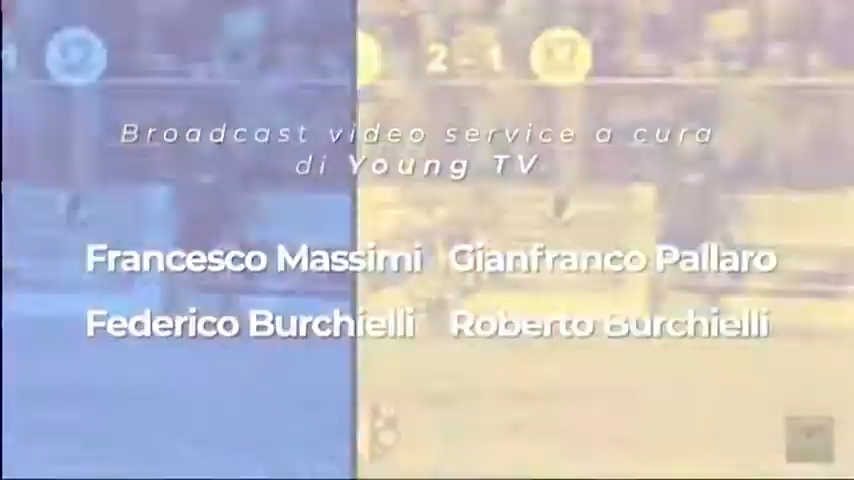 2 - 1
Broadcast video service a cura
di Young TV
Francesco Massimi Gianfranco Pallaro
Federico Burchielli Roberto Burchielli